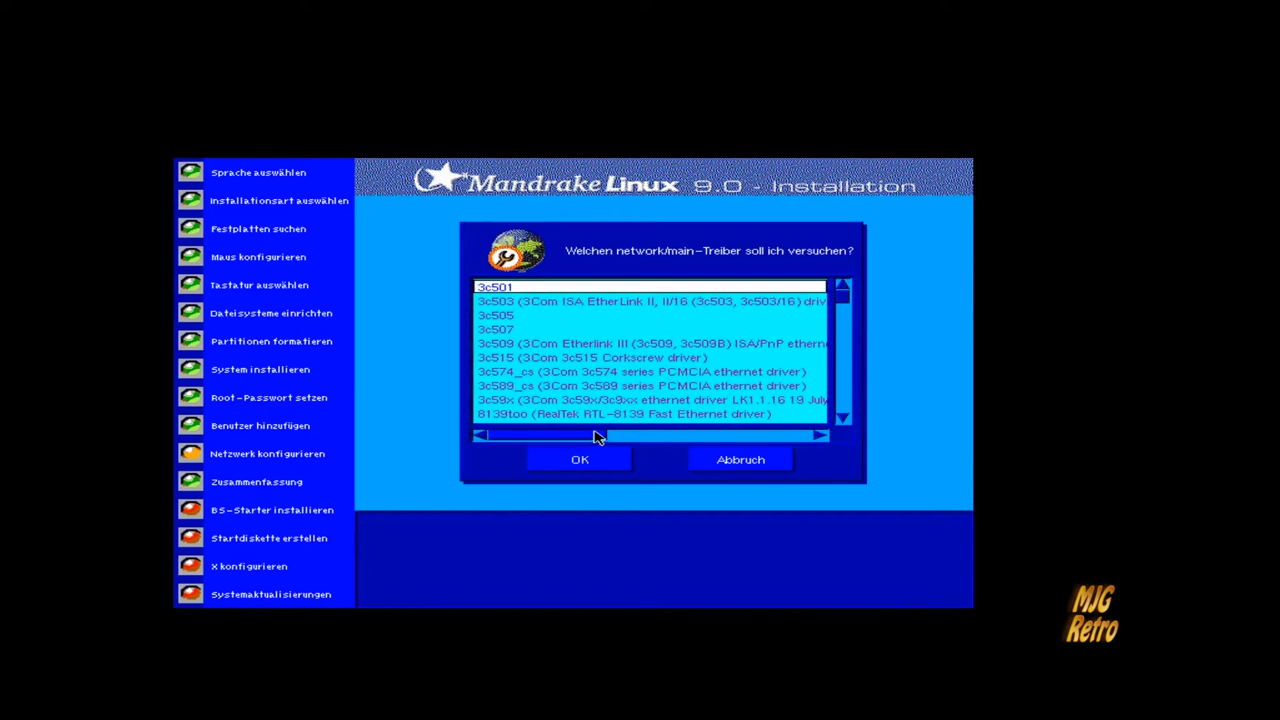 Mandrake Linux 9.0 - Installation
Sprache auswählen
Installationsart auswählen
Festplatten suchen
Maus konfigurieren
Tastatur auswählen
Dateisysteme einrichten
Partitionen formatieren
System installieren
Root-Passwort setzen
Benutzer hinzufügen
Netzwerk konfigurieren
Zusammenfassung
BS-Starter installieren
Startdiskette erstellen
X konfigurieren
Systemaktualisierungen
Welchen network/main-Treiber soll ich versuchen?
3c501
3c503 (3Com ISA EtherLink II, II/16 (3c503, 3c503/16) driv
3c505
3c507
3c509 (3Com Etherlink III (3c509, 3c509B) ISA/PnP ethern
3c515 (3Com 3c515 Corkscrew driver)
3c574_cs (3Com 3c574 series PCMCIA ethernet driver)
3c589_cs (3Com 3c589 series PCMCIA ethernet driver)
3c59x (3Com 3c59x/3c9xx ethernet driver LK1.1.16 19 July
8139too (RealTek RTL-8139 Fast Ethernet driver)
OK Abbruch
MJG
Retro